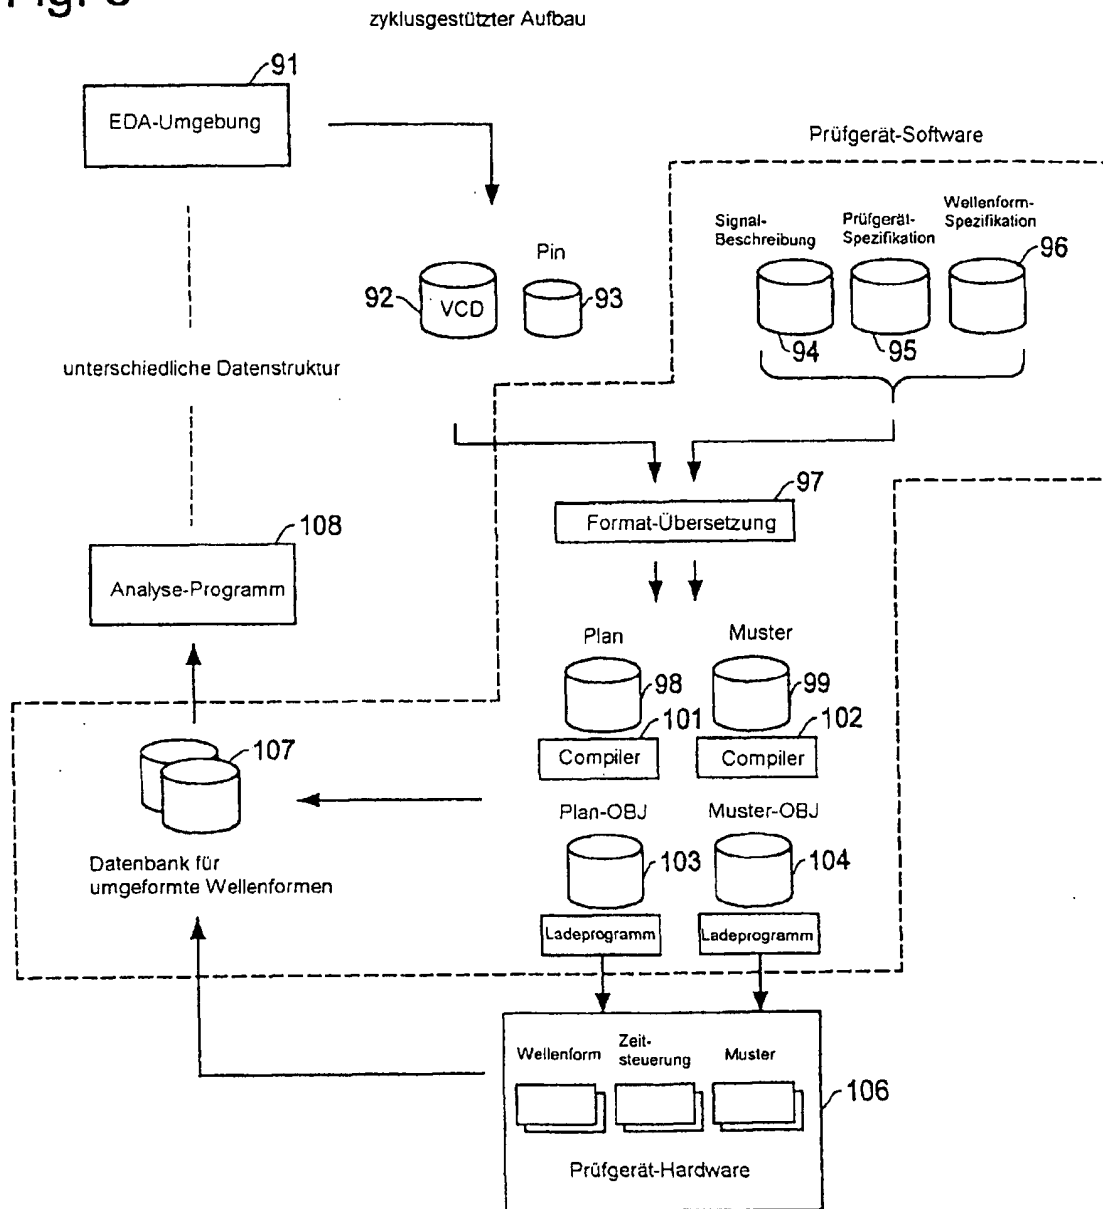 zyklusgestützter Aufbau
91
EDA-Umgebung
Prüfgerät-Software
Signal-
Beschreibung
Prüfgerät-
Spezifikation
Wellenform-
Spezifikation
96
Pin
92
VCD
93
94
95
unterschiedliche Datenstruktur
97
Format-Übersetzung
108
Analyse-Programm
Plan
Muster
98
99
101
102
Compiler
Compiler
107
Plan-OBJ
Muster-OBJ
103
104
Datenbank für
umgeformte Wellenformen
Ladeprogramm
Ladeprogramm
Wellenform
Zeit-
steuerung
Muster
106
Prüfgerät-Hardware